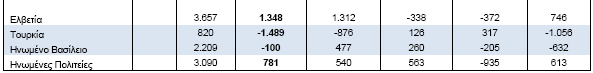 Ελβετία 3.657 1.348 1.312 -338 -372 746
Τουρκία 820 -1.489 -876 126 317 -1.056
Ηνωμένο Βασίλειο 2.209 -100 477 260 -205 -632
Ηνωμένες Πολιτείες 3.090 781 540 563 -935 613